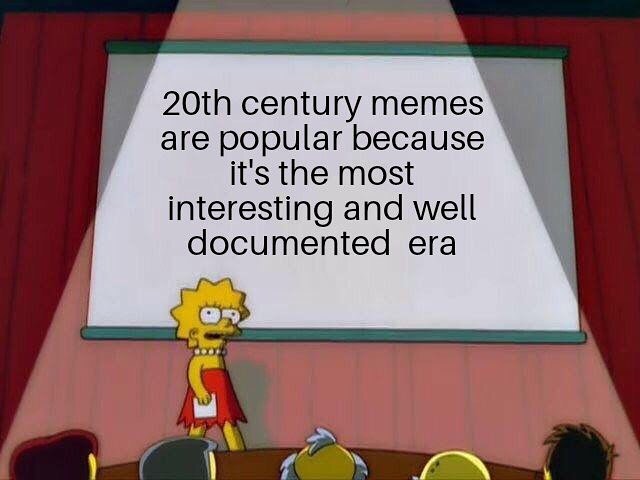 20th century memes
are popular because
it's the most
interesting and well
documented era